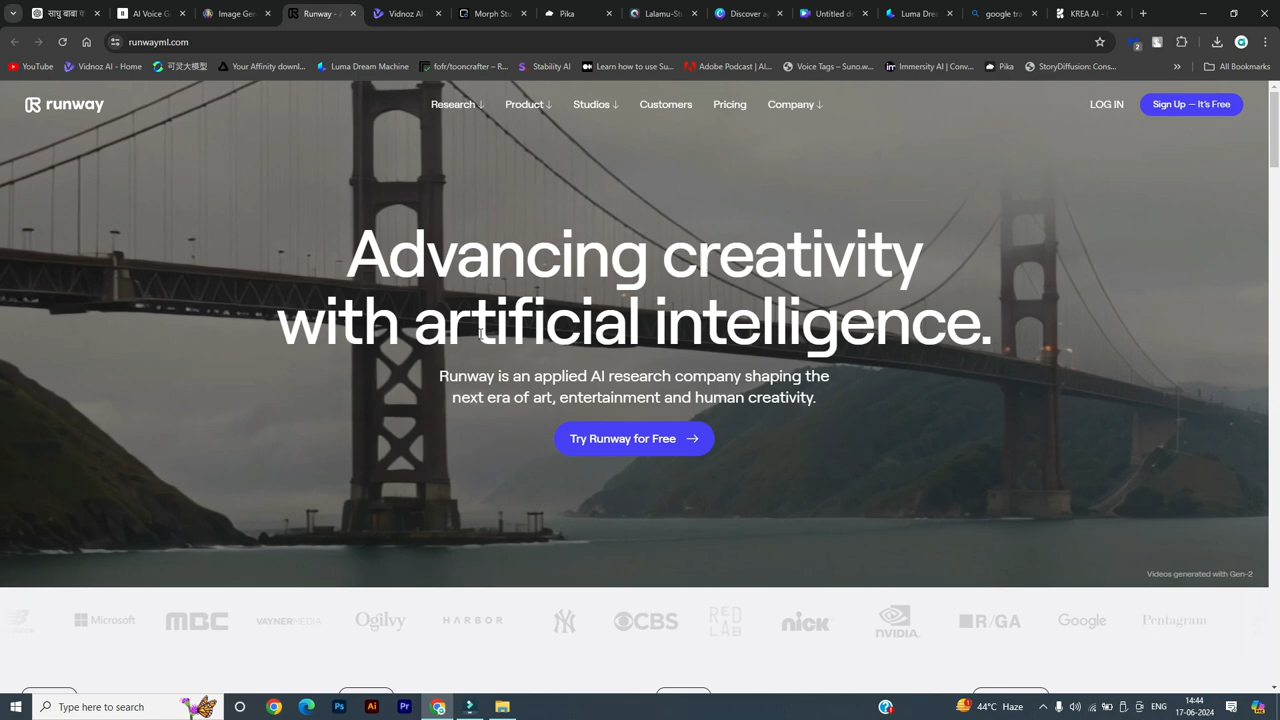 साधु बाबा क
AI Voice G
Image Gen
Runway - A
Vidnoz AI
Morph Stu
Pika
Lalamu-St
Discover a
Untitled d
Luma Dre
google tra
KREA AI -
runwayml.com
2
YouTube
Vidnoz AI - Home
可灵大模型
Your Affinity downl...
Luma Dream Machine
fofr/tooncrafter – R...
Stability AI
Learn how to use Su...
Adobe Podcast | AI...
Voice Tags — Suno.w...
Immersity AI | Conv...
Pika
StoryDiffusion: Cons...
All Bookmarks
runway
Research
Product
Studios
Customers
Pricing
Company
LOG IN
Sign Up — It's Free
Advancing creativity
with artificial intelligence.
Runway is an applied AI research company shaping the
next era of art, entertainment and human creativity.
Try Runway for Free
Videos generated with Gen-2
Microsoft
MBC
VAYNERMEDIA
Ogilvy
HARBOR
NY
CBS
RED
LAB
nick
NVIDIA
R/GA
Google
Pentagram
Type here to search
Ps
Ai
Pr
44°C Haze
ENG
14:44
17-06-2024